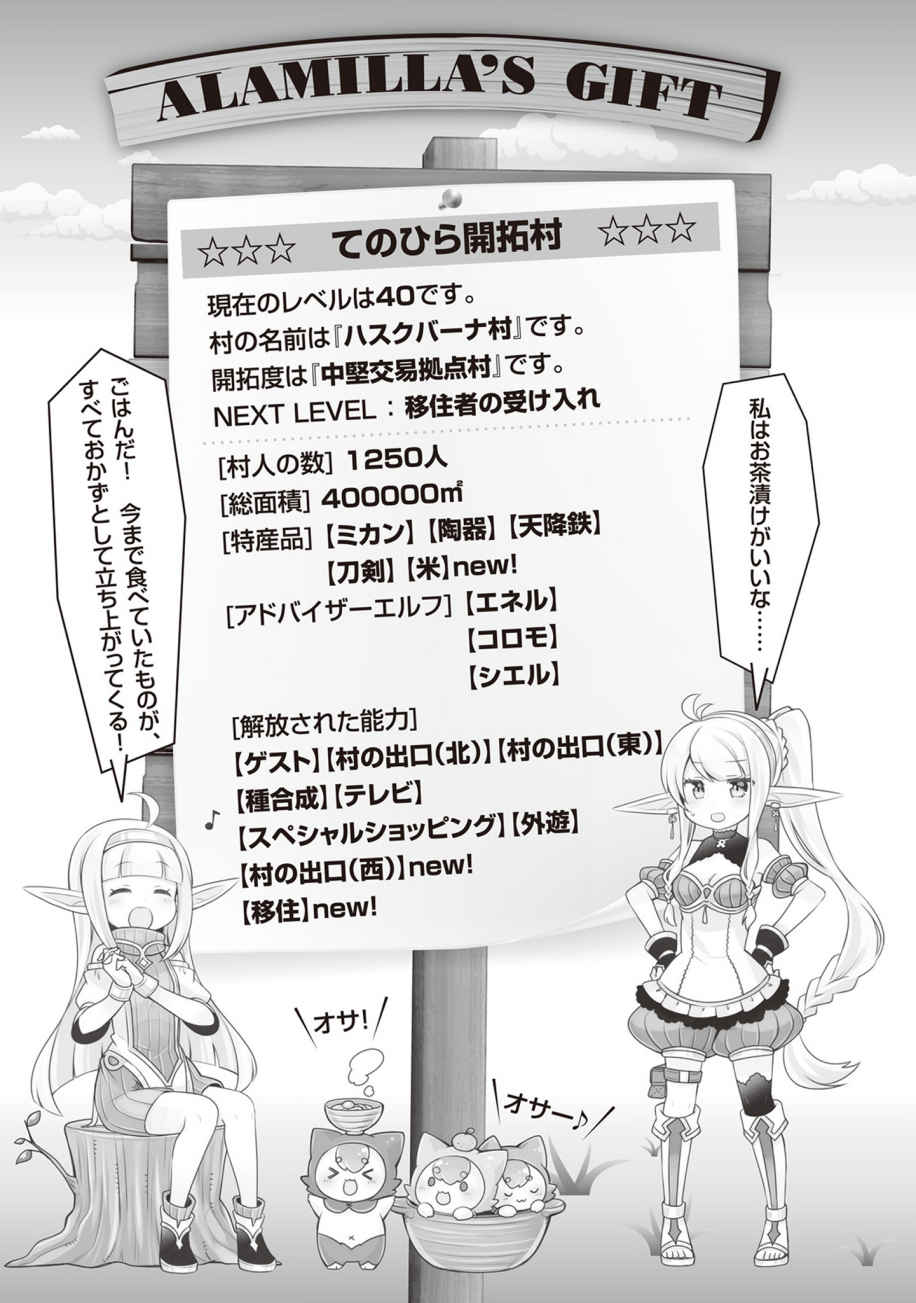 ALAMILLA'S GIFT
☆☆☆ てのひら開拓村 ☆☆☆
現在のレベルは40です。
村の名前は『ハスクバーナ村』です。
開拓度は『中堅交易拠点村』です。
NEXT LEVEL：移住者の受け入れ
[村人の数] 1250人
[総面積] 400000㎡
[特産品]【ミカン】【陶器】【天降鉄】
【刀剣】【米】new!
[アドバイザーエルフ]【エネル】
【コロモ】
【シエル】
[解放された能力]
【ゲスト】【村の出口（北）】【村の出口（東）】
【種合成】【テレビ】
【スペシャルショッピング】【外遊】
【村の出口（西）】new!
【移住】new!
私はお茶漬けがいいな……
ごはんだ！　今まで食べていたものが、
すべておかずとして立ち上がってくる！
♪
オサ！
オサー♪